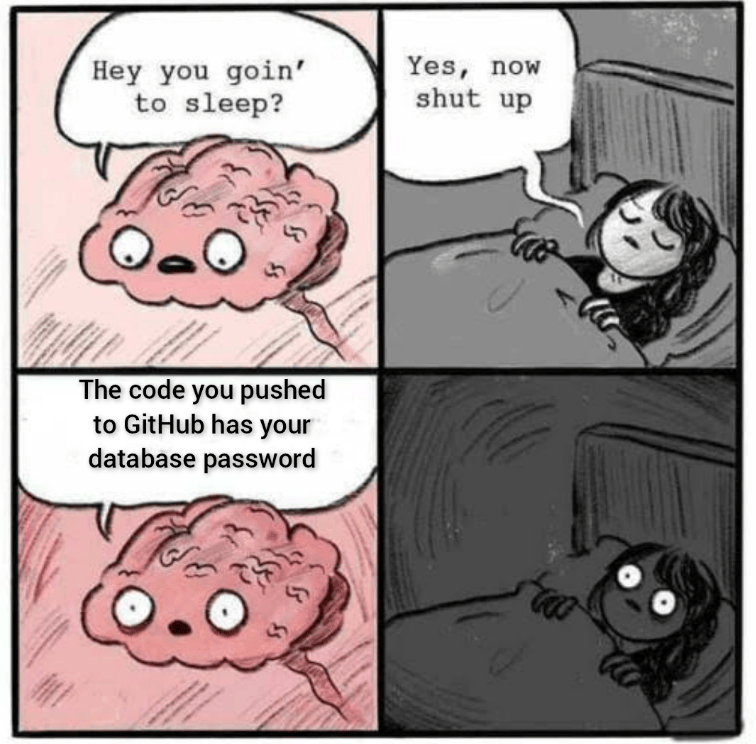 Hey you goin'
to sleep?
Yes, now
shut up
The code you pushed
to GitHub has your
database password